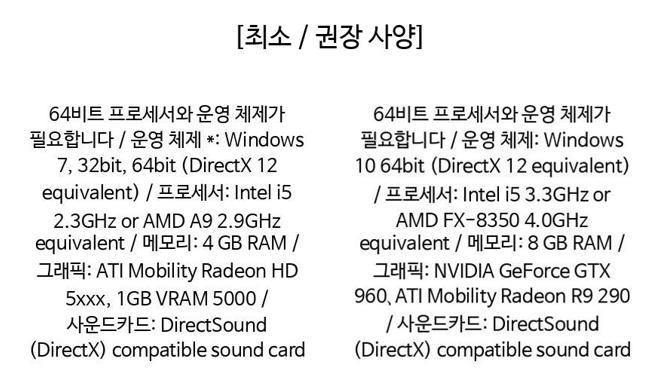 [최소 / 권장 사양]
64비트 프로세서와 운영 체제가
필요합니다 / 운영 체제 *: Windows
7, 32bit, 64bit (DirectX 12
equivalent) / 프로세서: Intel i5
2.3GHz or AMD A9 2.9GHz
equivalent / 메모리: 4 GB RAM /
그래픽: ATI Mobility Radeon HD
5xxx, 1GB VRAM 5000 /
사운드카드: DirectSound
(DirectX) compatible sound card
64비트 프로세서와 운영 체제가
필요합니다 / 운영 체제: Windows
10 64bit (DirectX 12 equivalent)
/ 프로세서: Intel i5 3.3GHz or
AMD FX-8350 4.0GHz
equivalent / 메모리: 8 GB RAM /
그래픽: NVIDIA GeForce GTX
960、ATI Mobility Radeon R9 290
/ 사운드카드: DirectSound
(DirectX) compatible sound card